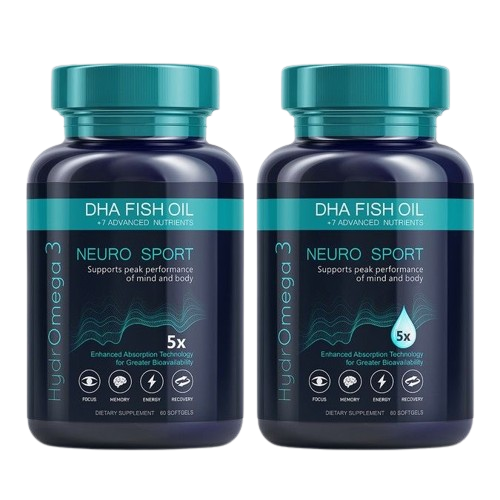 DHA FISH OIL
+7 ADVANCED NUTRIENTS
HydrOmega 3
NEURO SPORT
Supports peak performance
of mind and body
5x
Enhanced Absorption Technology
for Greater Bioavailability
FOCUS MEMORY ENERGY RECOVERY
DIETARY SUPPLEMENT 60 SOFTGELS
DHA FISH OIL
+7 ADVANCED NUTRIENTS
HydrOmega 3
NEURO SPORT
Supports peak performance
of mind and body
5x
Enhanced Absorption Technology
for Greater Bioavailability
FOCUS MEMORY ENERGY RECOVERY
DIETARY SUPPLEMENT 60 SOFTGELS